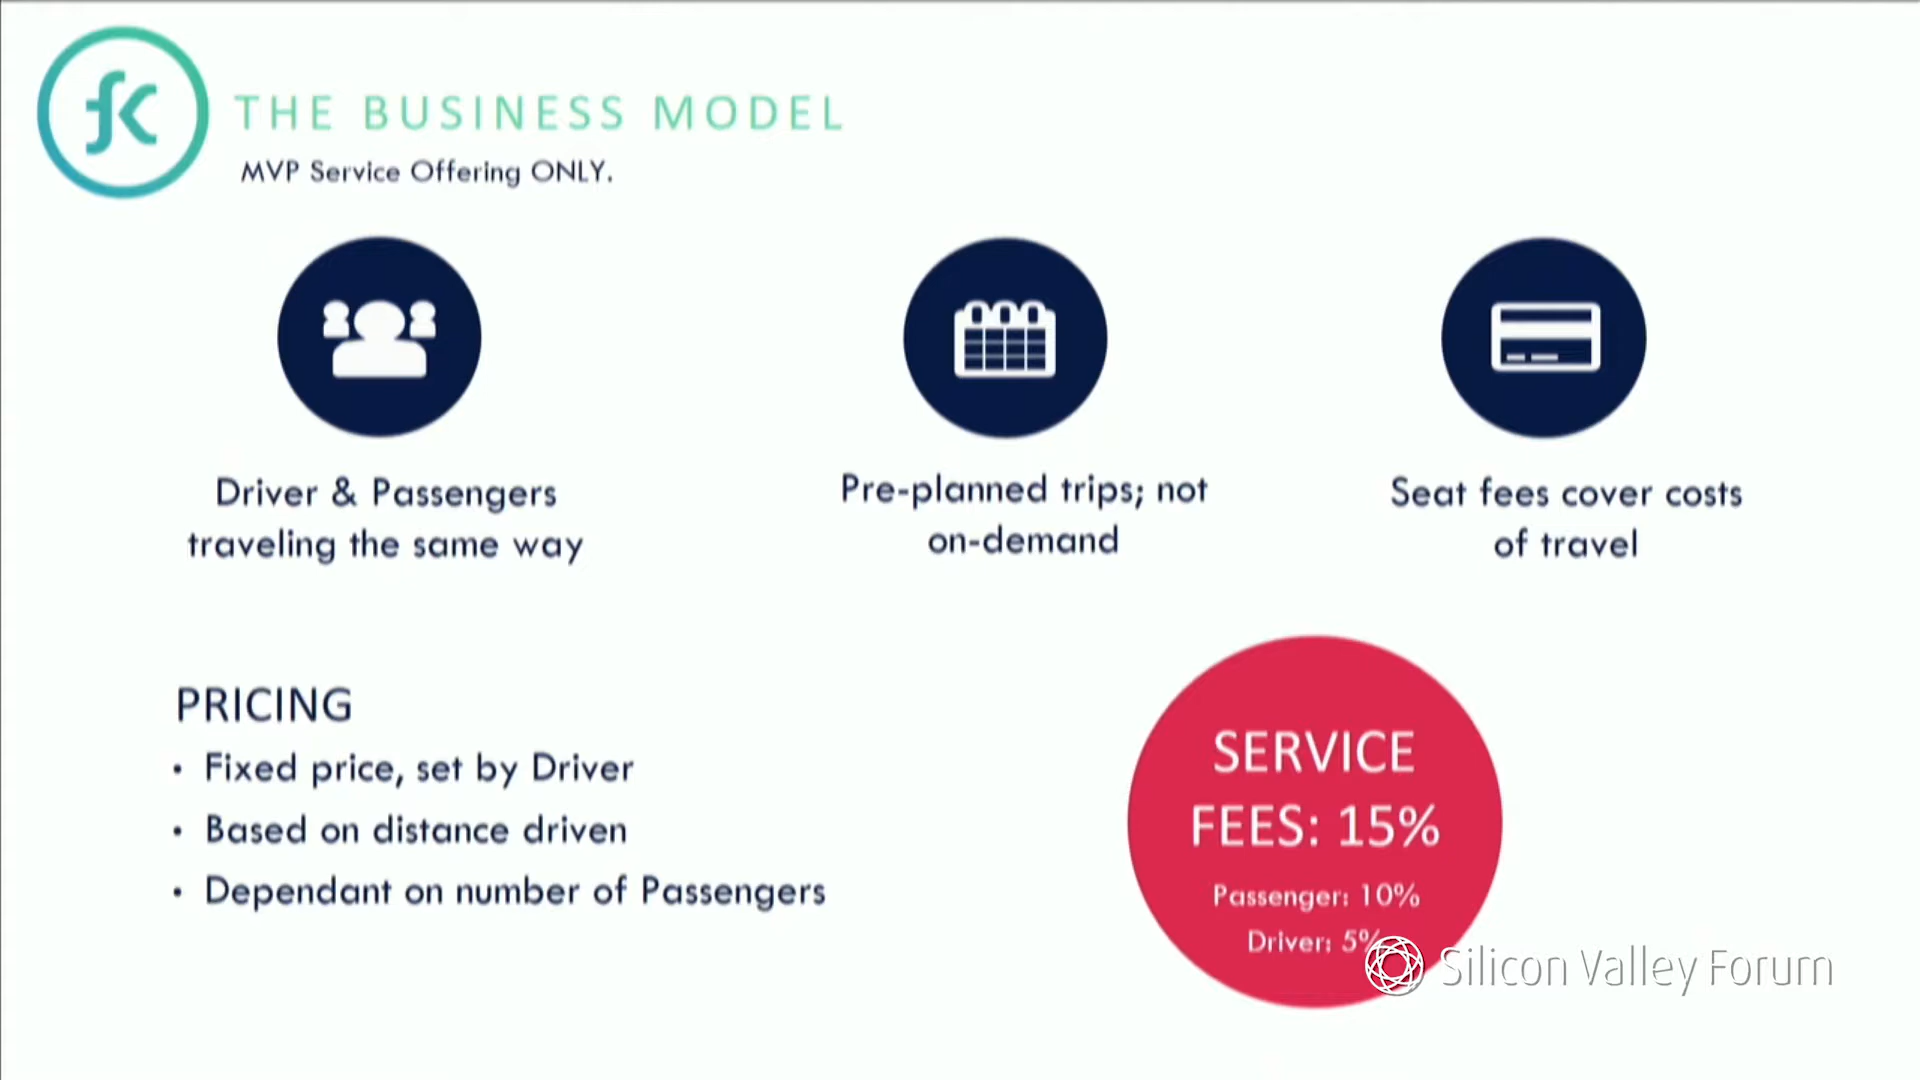 fk
THE BUSINESS MODEL
MVP Service Offering ONLY.
Driver & Passengers
traveling the same way
Pre-planned trips; not
on-demand
Seat fees cover costs
of travel
PRICING
• Fixed price, set by Driver
• Based on distance driven
• Dependant on number of Passengers
SERVICE
FEES: 15%
Passenger: 10%
Driver: 5%
Silicon Valley Forum